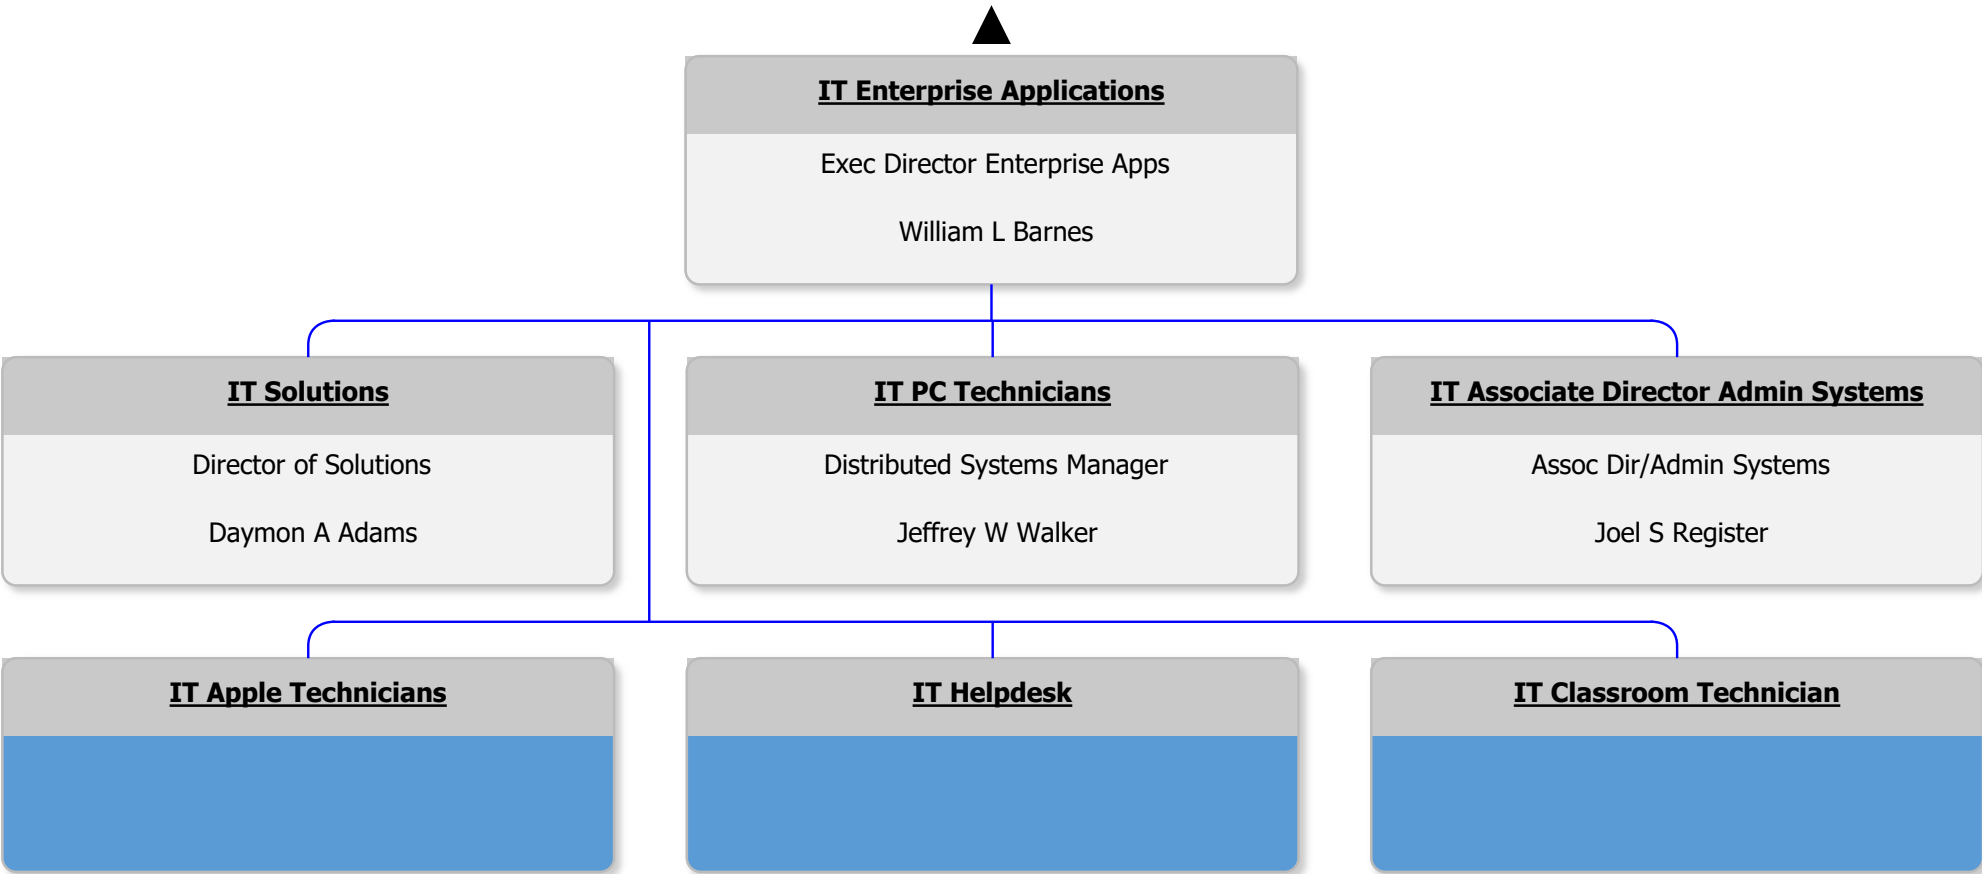 IT Enterprise Applications
Exec Director Enterprise Apps
William L Barnes
IT Solutions
Director of Solutions
Daymon A Adams
IT PC Technicians
Distributed Systems Manager
Jeffrey W Walker
IT Associate Director Admin Systems
Assoc Dir/Admin Systems
Joel S Register
IT Apple Technicians
IT Helpdesk
IT Classroom Technician